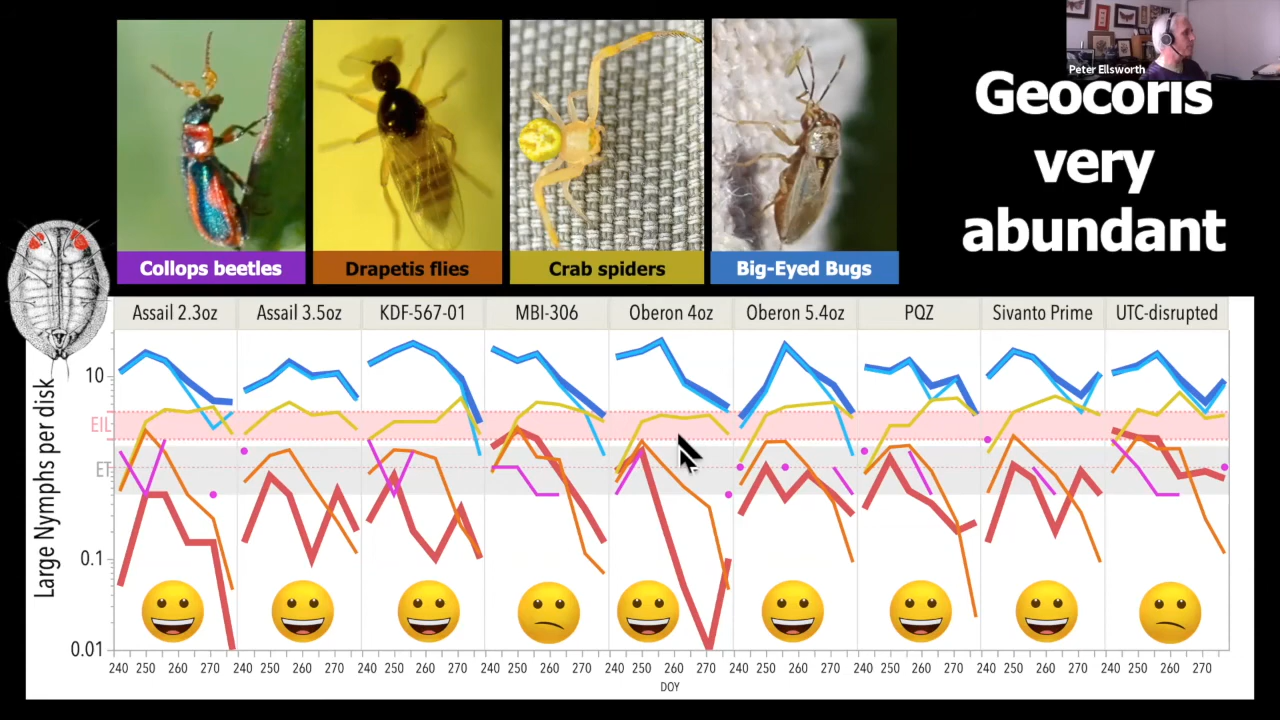 Peter Ellsworth
Geocoris
very
abundant
Collops beetles
Drapetis flies
Crab spiders
Big-Eyed Bugs
Assail 2.3oz
Assail 3.5oz
KDF-567-01
MBI-306
Oberon 4oz
Oberon 5.4oz
PQZ
Sivanto Prime
UTC-disrupted
Large Nymphs per disk
10
EIL
ET
0.1
0.01
240 250 260 270
240 250 260 270
240 250 260 270
240 250 260 270
240 250 260 270
240 250 260 270
240 250 260 270
240 250 260 270
240 250 260 270
DOY